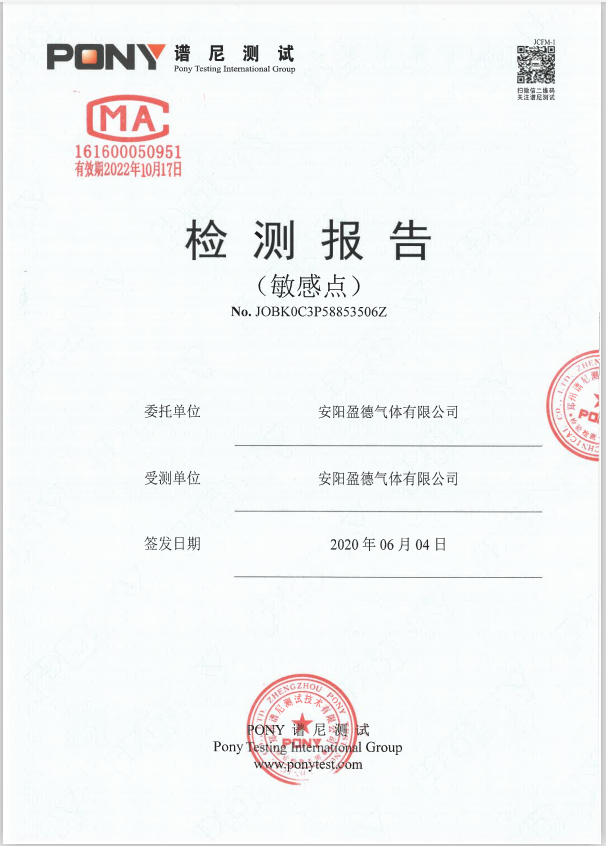 PONY 谱尼测试
Pony Testing International Group
JCEM-1
扫微信二维码
关注谱尼测试
MA
161600050951
有效期2022年10月17日
检测报告
（敏感点）
No. JOBK0C3P58853506Z
委托单位 安阳盈德气体有限公司
受测单位 安阳盈德气体有限公司
签发日期 2020 年 06 月 04 日
PONY 谱尼测试
Pony Testing International Group
www.ponytest.com
ZHENGZHOU PONY
PONY